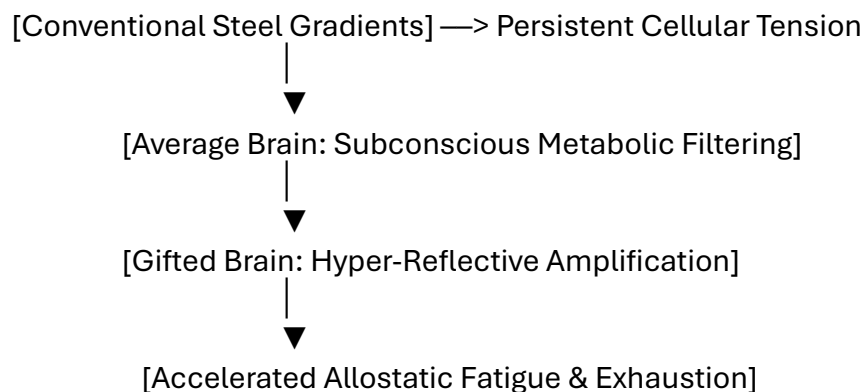 [Conventional Steel Gradients] —> Persistent Cellular Tension
[Average Brain: Subconscious Metabolic Filtering]
[Gifted Brain: Hyper-Reflective Amplification]
[Accelerated Allostatic Fatigue & Exhaustion]